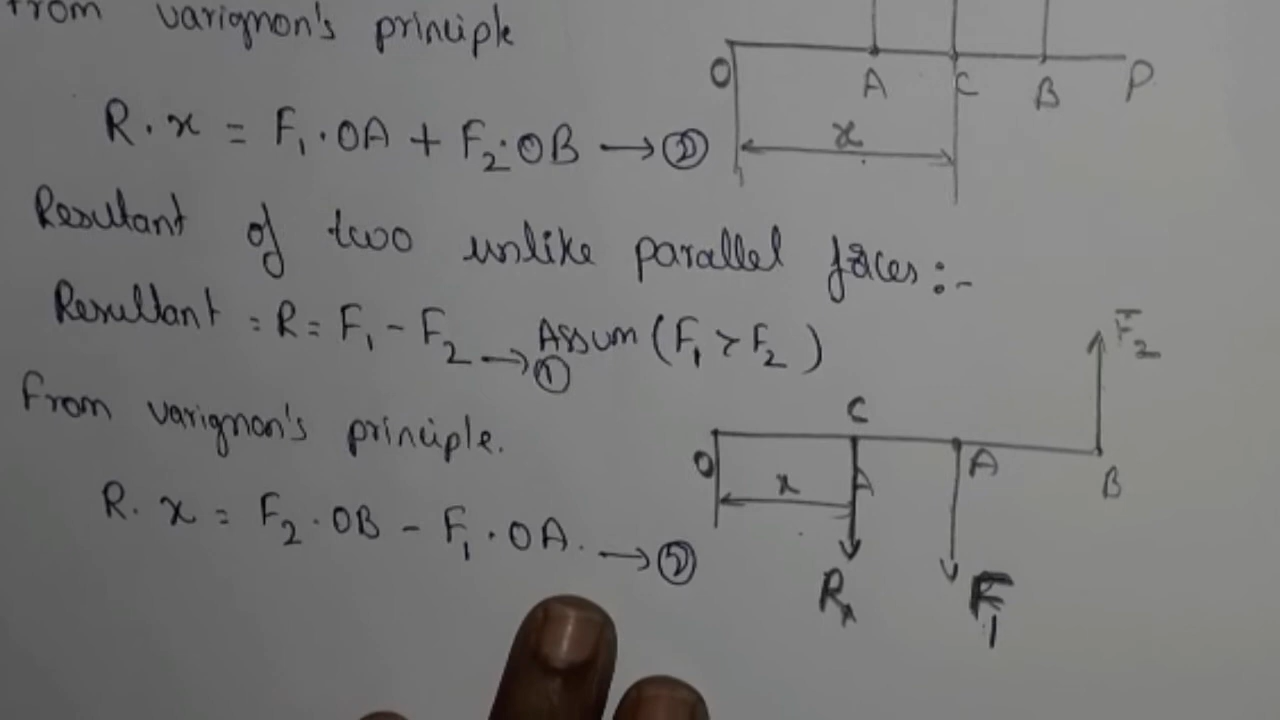 From varignon's principle
R. x = F₁ . OA + F₂ . OB → ②
O A C B P
x
Resultant of two unlike parallel forces :-
Resultant = R = F₁ - F₂ → ① Assum (F₁ > F₂)
From varignon's principle.
R. x = F₂ . OB - F₁ . OA. → ②
F₂
C
O A B
x
R
F₁